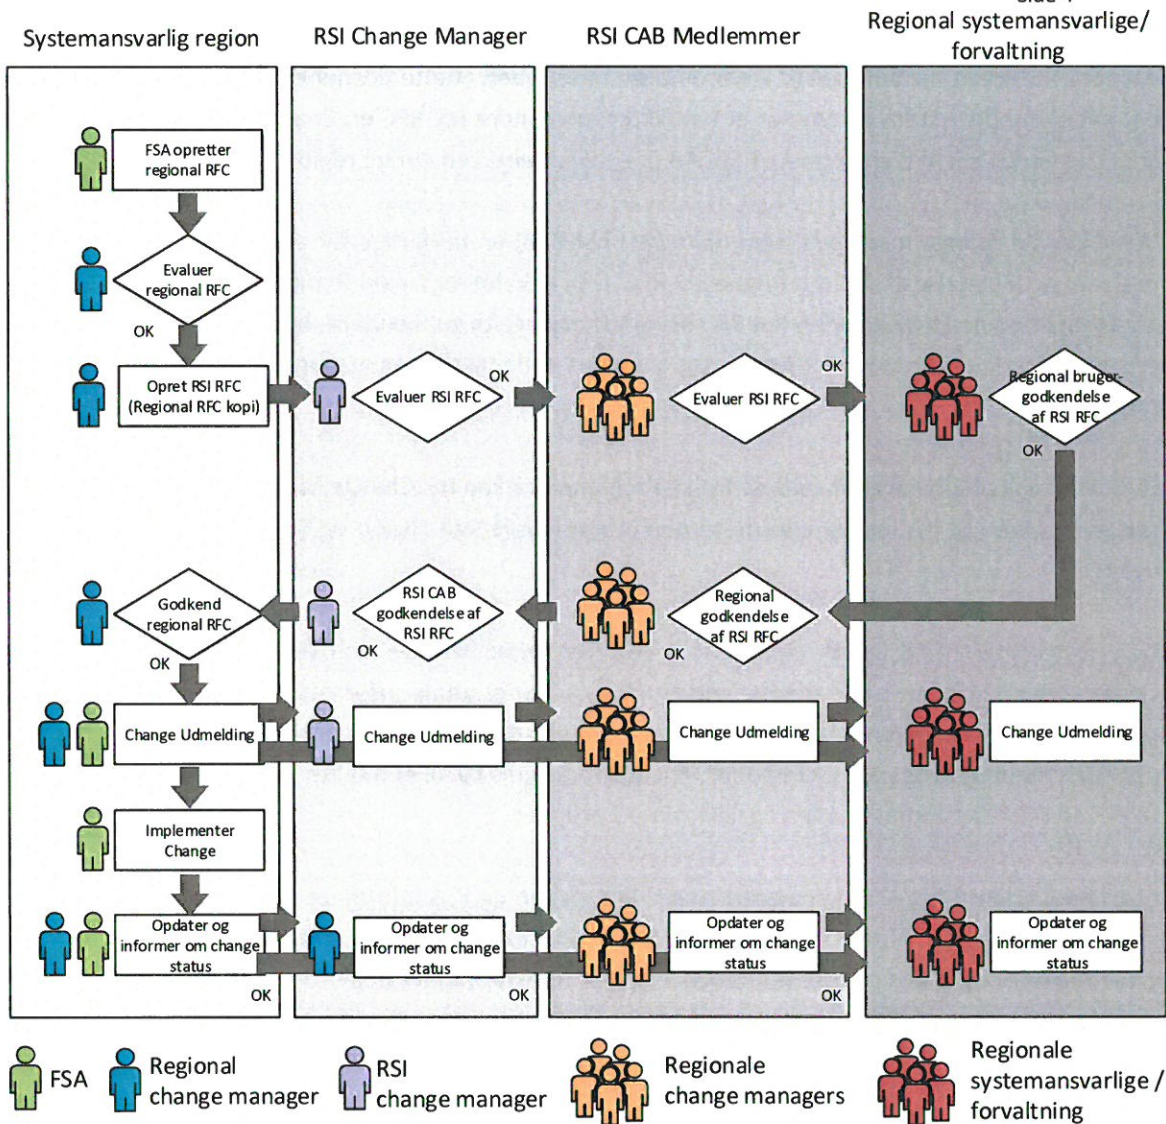 Systemansvarlig region
RSI Change Manager
RSI CAB Medlemmer
Regional systemansvarlige/
forvaltning
FSA opretter
regional RFC
Evaluer
regional RFC
OK
Opret RSI RFC
(Regional RFC kopi)
Evaluer RSI RFC
OK
Evaluer RSI RFC
OK
Regional bruger-
godkendelse
af RSI RFC
OK
Godkend
regional RFC
OK
RSI CAB
godkendelse af
RSI RFC
OK
Regional
godkendelse
af RSI RFC
OK
Change Udmelding
Change Udmelding
Change Udmelding
Change Udmelding
Implementer
Change
Opdater og
informer om change
status
OK
Opdater og
informer om change
status
OK
Opdater og
informer om change
status
OK
Opdater og
informer om change
status
FSA
Regional
change manager
RSI
change manager
Regionale
change managers
Regionale
systemansvarlige /
forvaltning